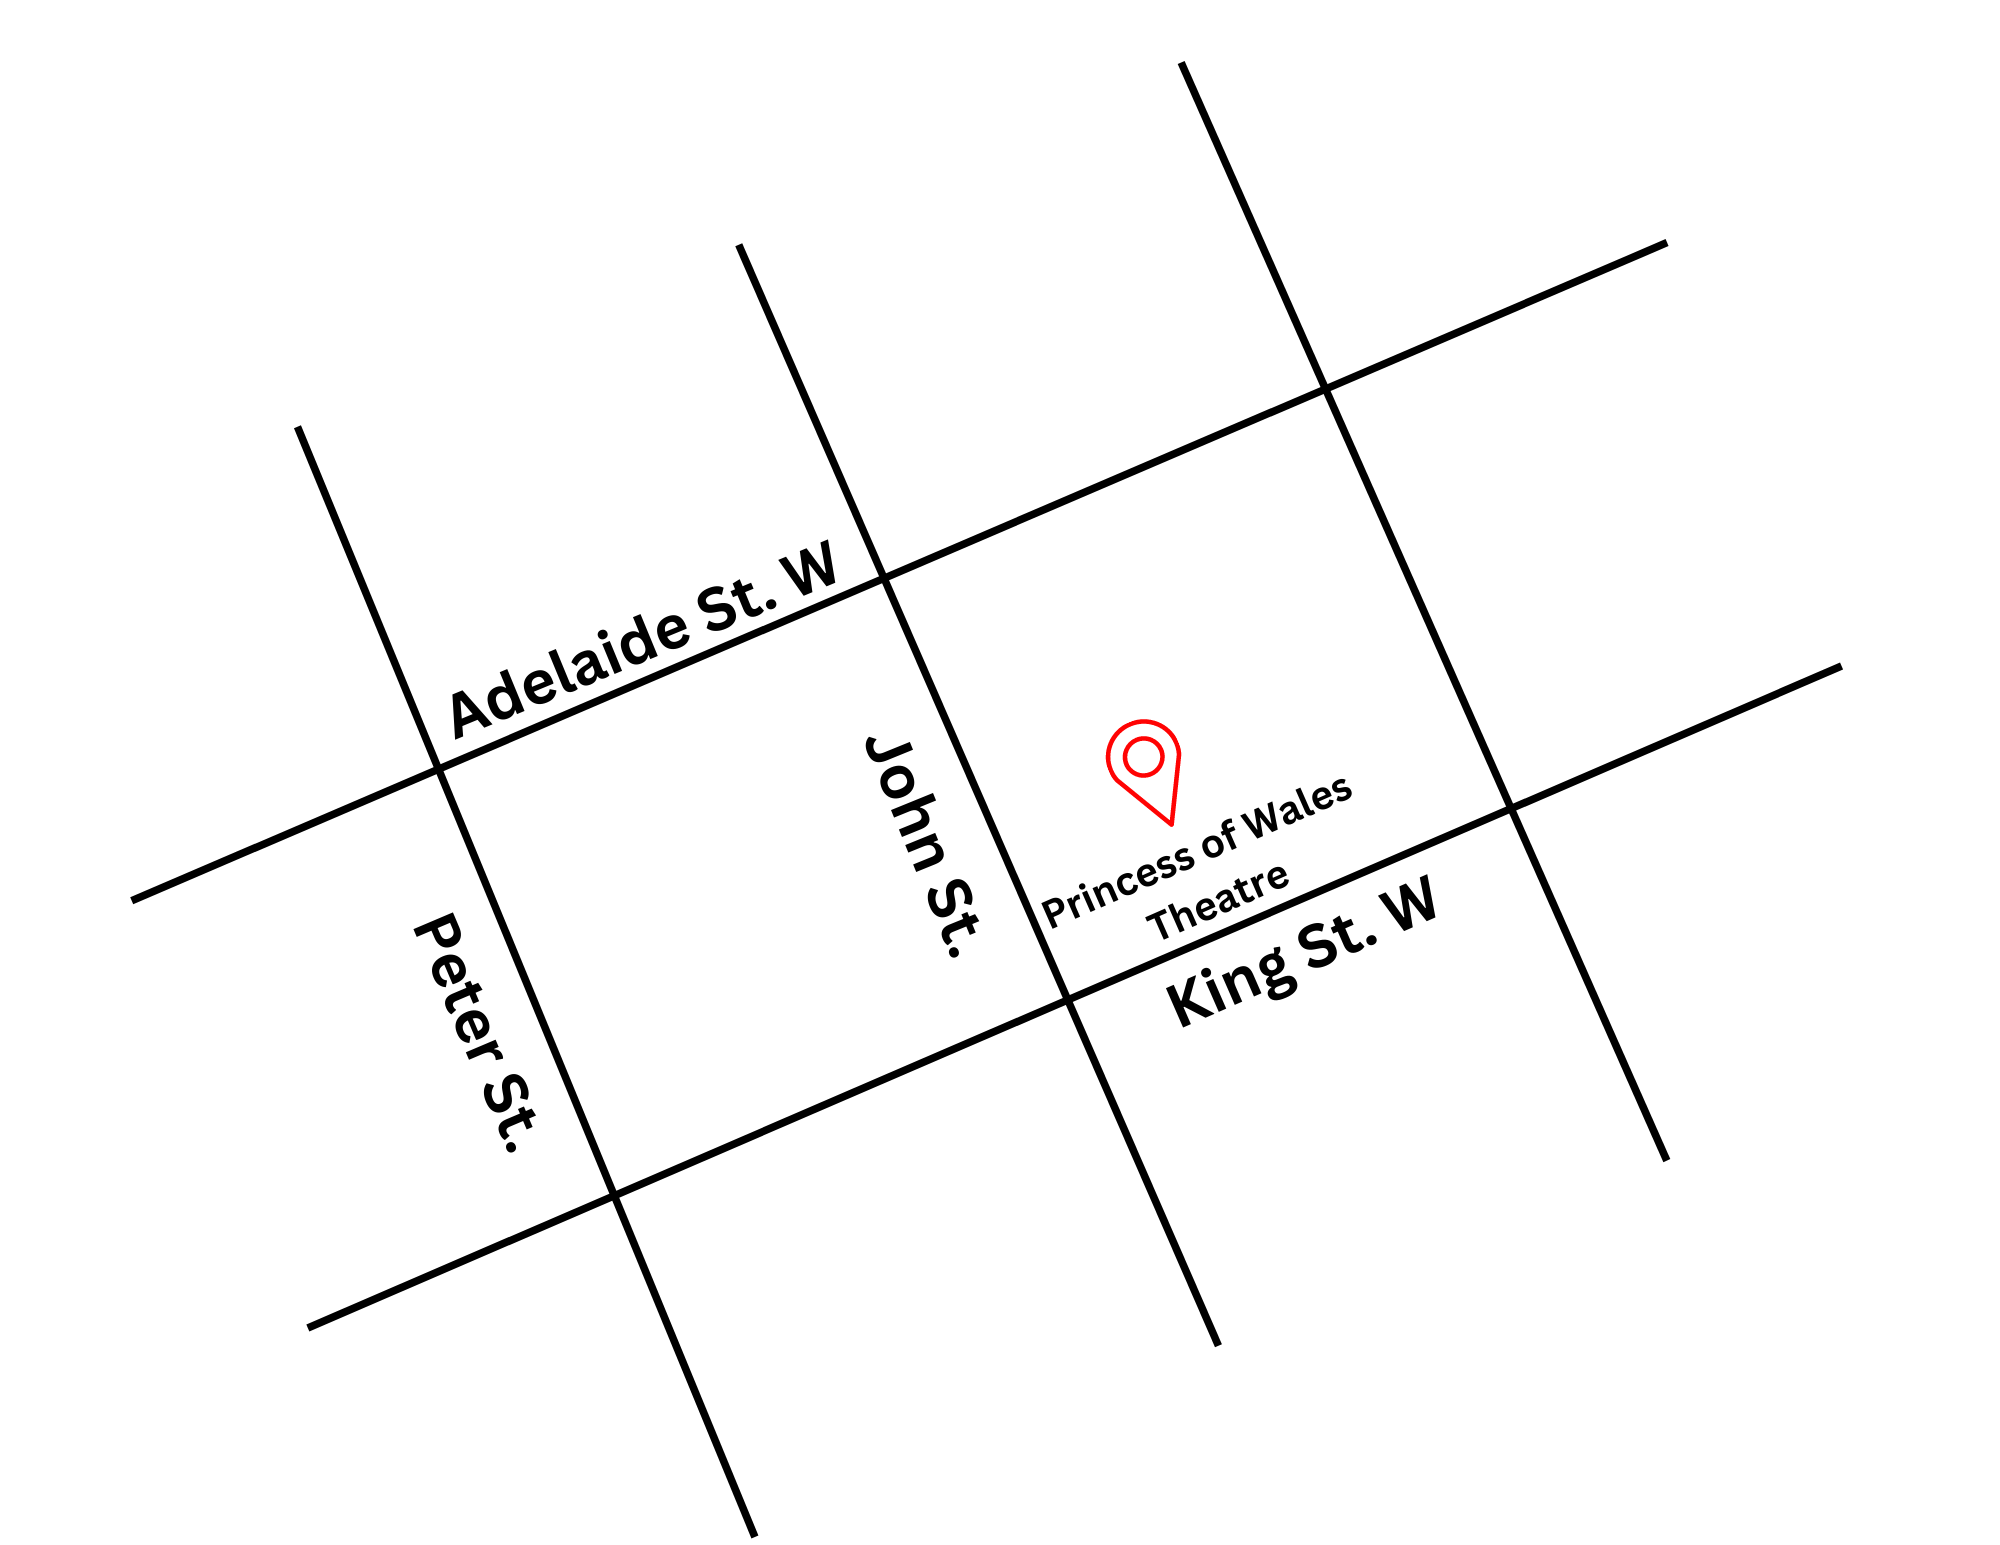 Adelaide St. W
John St.
Princess of Wales
Theatre
King St. W
Peter St.